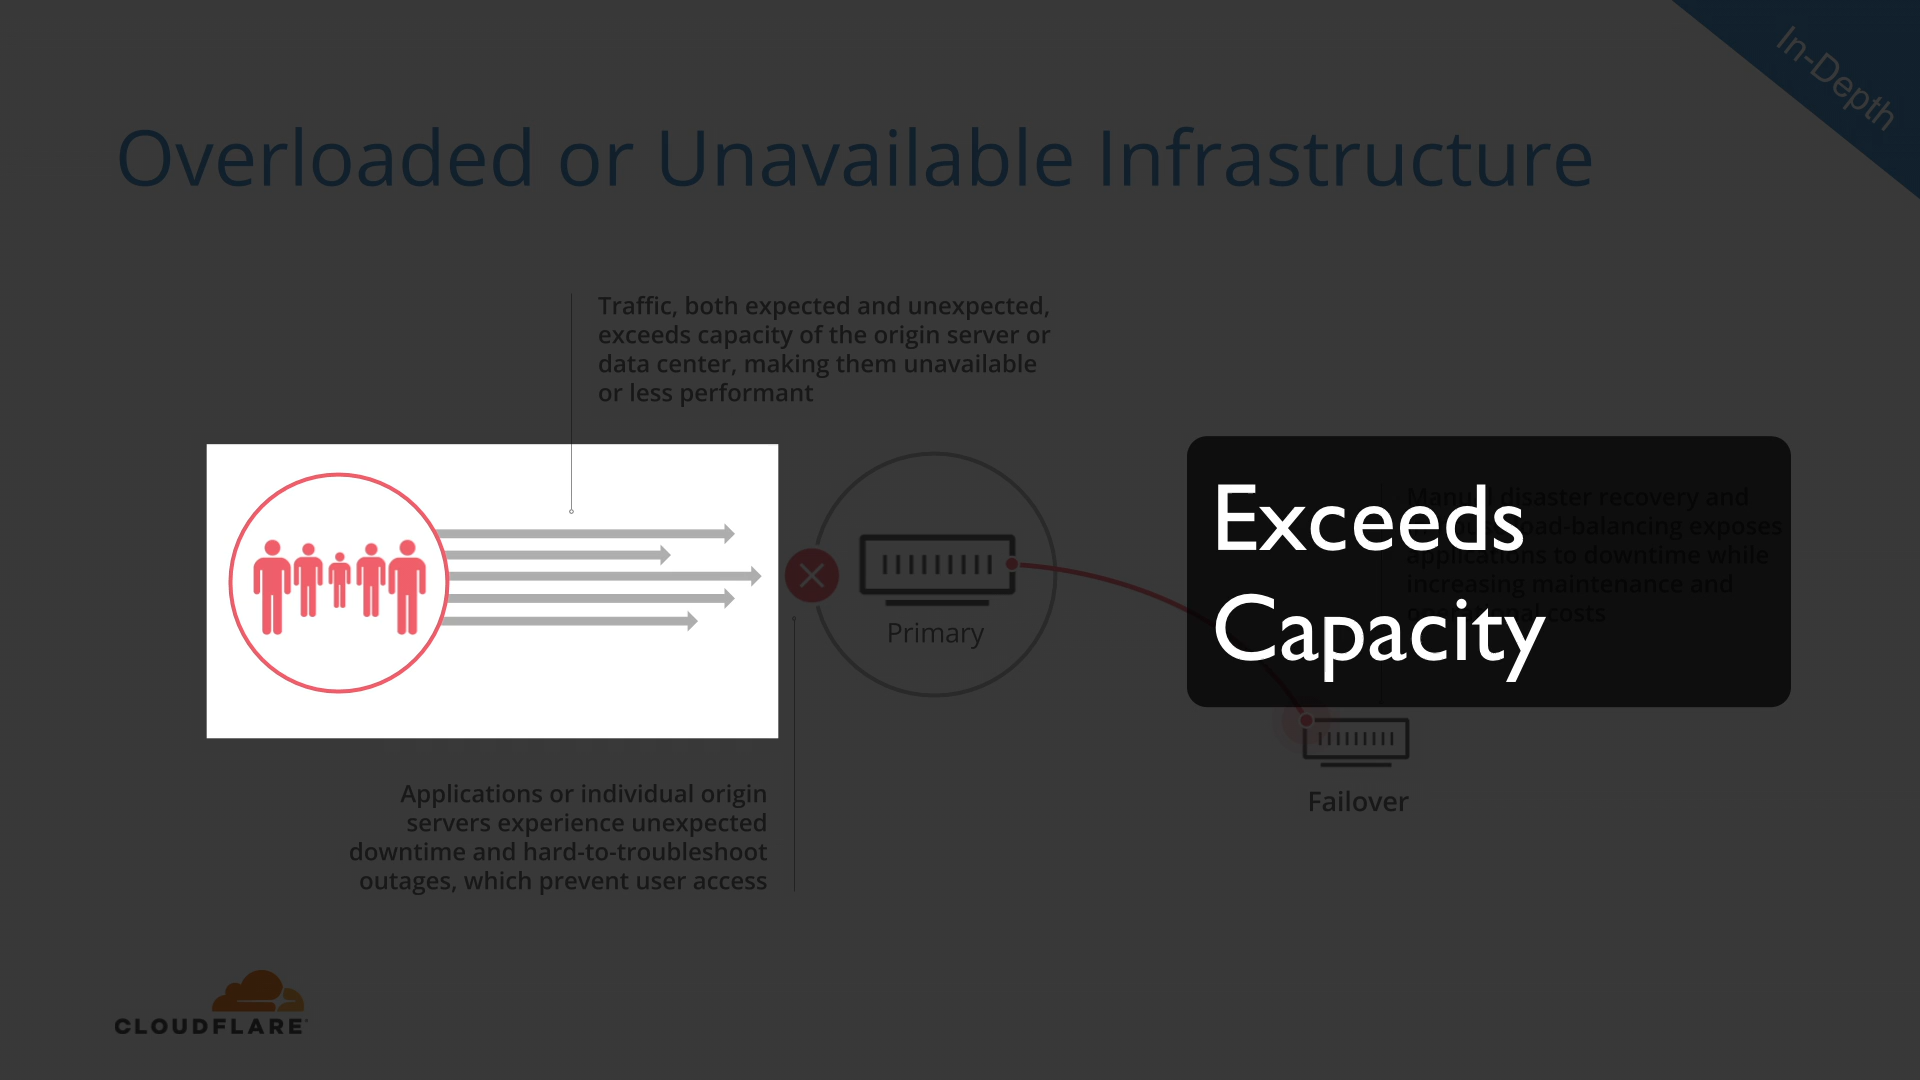 In-Depth
Overloaded or Unavailable Infrastructure
Traffic, both expected and unexpected,
exceeds capacity of the origin server or
data center, making them unavailable
or less performant
Exceeds
Capacity
Manual disaster recovery and
load-balancing exposes
applications to downtime while
increasing maintenance and
operational costs
Primary
Failover
Applications or individual origin
servers experience unexpected
downtime and hard-to-troubleshoot
outages, which prevent user access
CLOUDFLARE